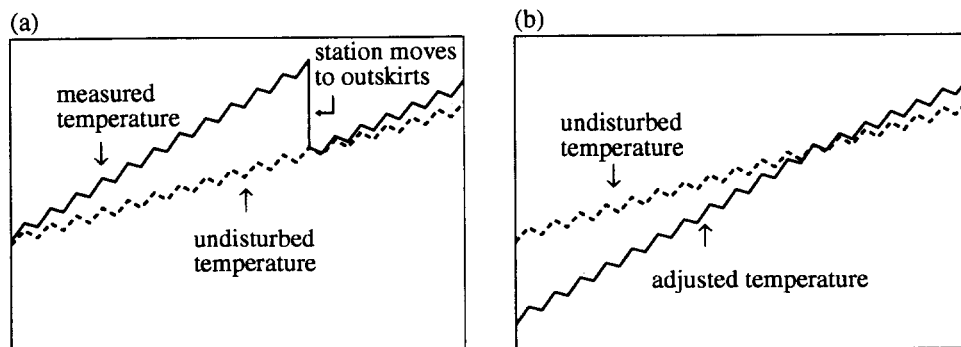 (a)
station moves
to outskirts
measured
temperature
undisturbed
temperature
(b)
undisturbed
temperature
adjusted temperature